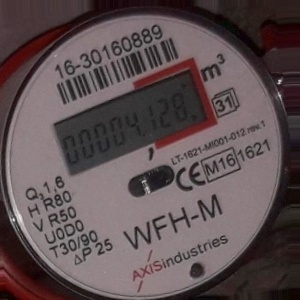 16-30160889
m³
00004.128
31
LT-1621-MI001-012.rev.1
CE M16 1621
Q₃ 1,6
H R80
V R50
U0D0
T30/90
△P 25
WFH-M
AXISindustries